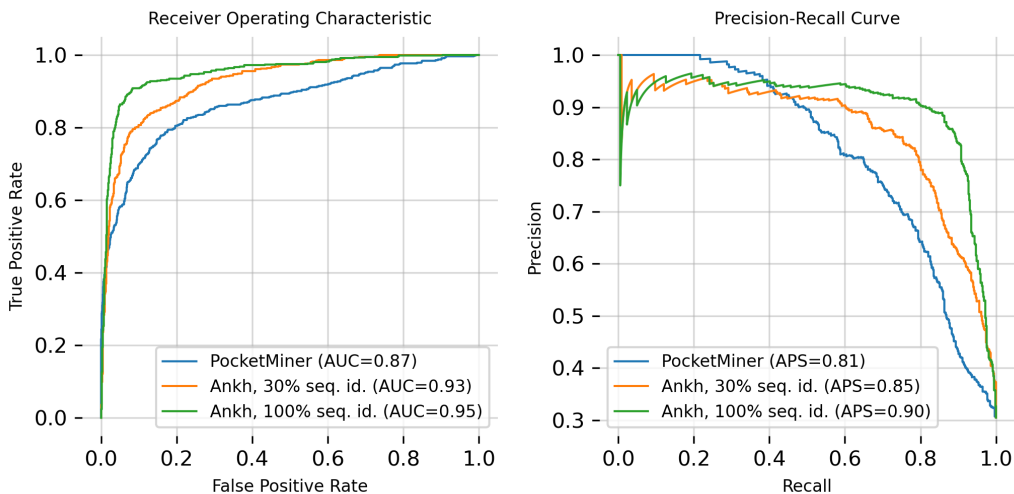 Receiver Operating Characteristic
True Positive Rate
1.0
0.8
0.6
0.4
0.2
0.0
PocketMiner (AUC=0.87)
Ankh, 30% seq. id. (AUC=0.93)
Ankh, 100% seq. id. (AUC=0.95)
0.0 0.2 0.4 0.6 0.8 1.0
False Positive Rate
Precision-Recall Curve
Precision
1.0
0.9
0.8
0.7
0.6
0.5
0.4
0.3
PocketMiner (APS=0.81)
Ankh, 30% seq. id. (APS=0.85)
Ankh, 100% seq. id. (APS=0.90)
0.0 0.2 0.4 0.6 0.8 1.0
Recall